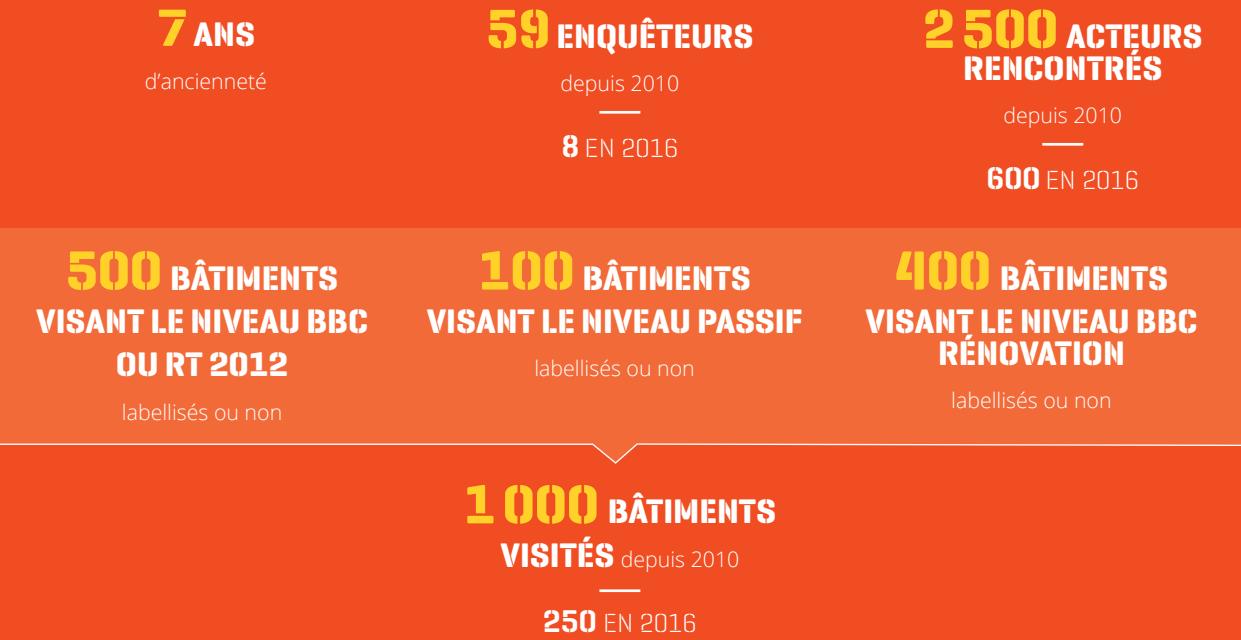 7 ANS
d'ancienneté
59 ENQUÊTEURS
depuis 2010
8 EN 2016
2 500 ACTEURS
RENCONTRÉS
depuis 2010
600 EN 2016
500 BÂTIMENTS
VISANT LE NIVEAU BBC
OU RT 2012
labellisés ou non
100 BÂTIMENTS
VISANT LE NIVEAU PASSIF
labellisés ou non
400 BÂTIMENTS
VISANT LE NIVEAU BBC
RÉNOVATION
labellisés ou non
1 000 BÂTIMENTS
VISITÉS depuis 2010
250 EN 2016